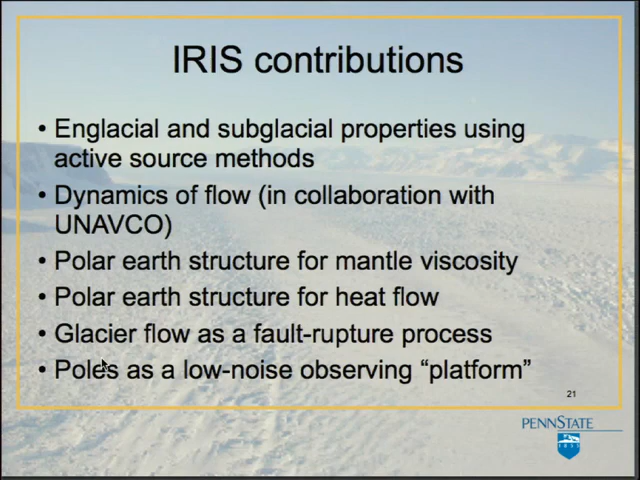 IRIS contributions
• Englacial and subglacial properties using
active source methods
• Dynamics of flow (in collaboration with
UNAVCO)
• Polar earth structure for mantle viscosity
• Polar earth structure for heat flow
• Glacier flow as a fault-rupture process
• Poles as a low-noise observing “platform”
21
PENNSTATE